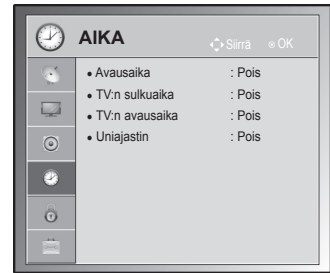 AIKA
Siirrä OK
• Avausaika : Pois
• TV:n sulkuaika : Pois
• TV:n avausaika : Pois
• Uniajastin : Pois